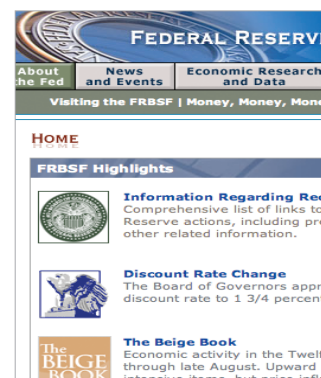 FEDERAL RESERV
About the Fed
News and Events
Economic Research and Data
Visiting the FRBSF | Money, Money, Mone
HOME
FRBSF Highlights
Information Regarding Re
Comprehensive list of links to
Reserve actions, including pr
other related information.
Discount Rate Change
The Board of Governors appr
discount rate to 1 3/4 percen
The Beige Book
The
BEIGE
BOOK
Economic activity in the Twelf
through late August. Upward